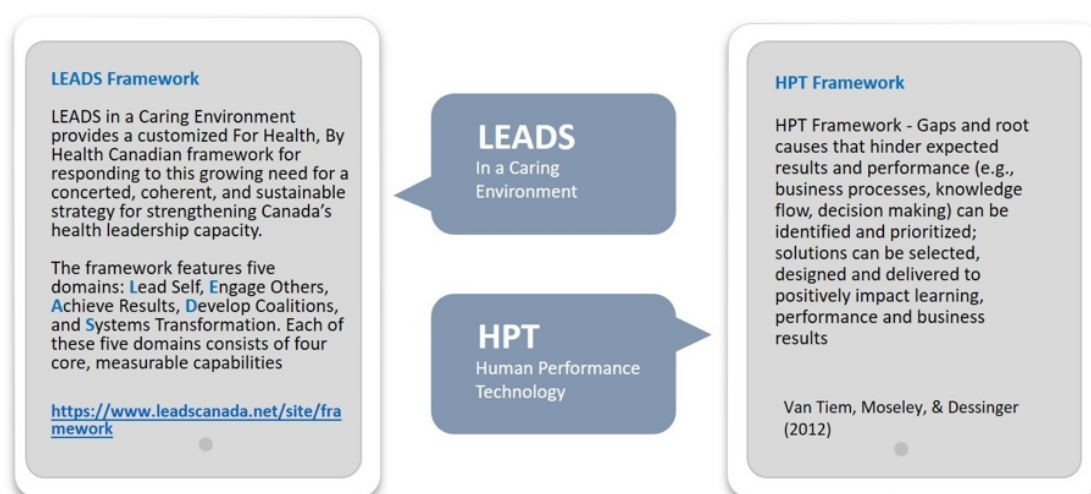 LEADS Framework
LEADS in a Caring Environment
provides a customized For Health, By
Health Canadian framework for
responding to this growing need for a
concerted, coherent, and sustainable
strategy for strengthening Canada's
health leadership capacity.
The framework features five
domains: Lead Self, Engage Others,
Achieve Results, Develop Coalitions,
and Systems Transformation. Each of
these five domains consists of four
core, measurable capabilities
https://www.leadscanada.net/site/fra
mework
LEADS
In a Caring
Environment
HPT
Human Performance
Technology
HPT Framework
HPT Framework - Gaps and root
causes that hinder expected
results and performance (e.g.,
business processes, knowledge
flow, decision making) can be
identified and prioritized;
solutions can be selected,
designed and delivered to
positively impact learning,
performance and business
results
Van Tiem, Moseley, & Dessinger
(2012)